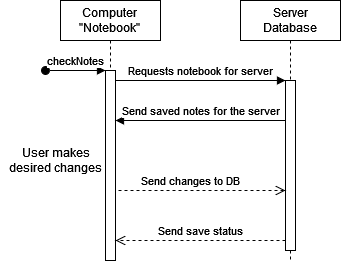 Computer
"Notebook"
Server
Database
checkNotes
Requests notebook for server
Send saved notes for the server
User makes
desired changes
Send changes to DB
Send save status